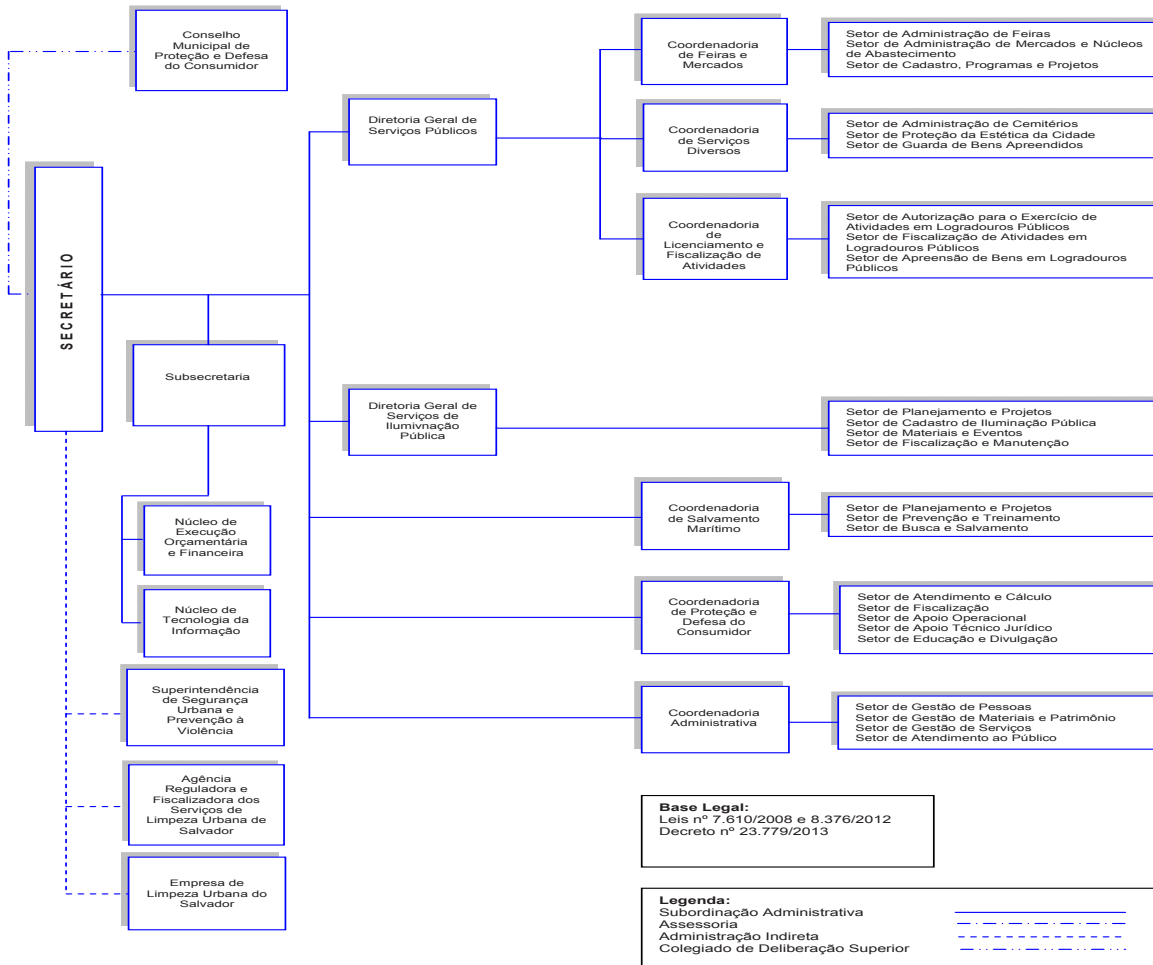 Conselho
Municipal de
Proteção e Defesa
do Consumidor
SECRETÁRIO
Subsecretaria
Núcleo de
Execução
Orçamentária
e Financeira
Núcleo de
Tecnologia da
Informação
Superintendência
de Segurança
Urbana e
Prevenção à
Violência
Agência
Reguladora e
Fiscalizadora dos
Serviços de
Limpeza Urbana de
Salvador
Empresa de
Limpeza Urbana do
Salvador
Diretoria Geral de
Serviços Públicos
Coordenadoria
de Feiras e
Mercados
Setor de Administração de Feiras
Setor de Administração de Mercados e Núcleos
de Abastecimento
Setor de Cadastro, Programas e Projetos
Coordenadoria
de Serviços
Diversos
Setor de Administração de Cemitérios
Setor de Proteção da Estética da Cidade
Setor de Guarda de Bens Apreendidos
Coordenadoria
de
Licenciamento e
Fiscalização de
Atividades
Setor de Autorização para o Exercício de
Atividades em Logradouros Públicos
Setor de Fiscalização de Atividades em
Logradouros Públicos
Setor de Apreensão de Bens em Logradouros
Públicos
Diretoria Geral de
Serviços de
Ilumivnação
Pública
Setor de Planejamento e Projetos
Setor de Cadastro de Iluminação Pública
Setor de Materiais e Eventos
Setor de Fiscalização e Manutenção
Coordenadoria
de Salvamento
Marítimo
Setor de Planejamento e Projetos
Setor de Prevenção e Treinamento
Setor de Busca e Salvamento
Coordenadoria
de Proteção e
Defesa do
Consumidor
Setor de Atendimento e Cálculo
Setor de Fiscalização
Setor de Apoio Operacional
Setor de Apoio Técnico Jurídico
Setor de Educação e Divulgação
Coordenadoria
Administrativa
Setor de Gestão de Pessoas
Setor de Gestão de Materiais e Patrimônio
Setor de Gestão de Serviços
Setor de Atendimento ao Público
Base Legal:
Leis nº 7.610/2008 e 8.376/2012
Decreto nº 23.779/2013
Legenda:
Subordinação Administrativa
Assessoria
Administração Indireta
Colegiado de Deliberação Superior